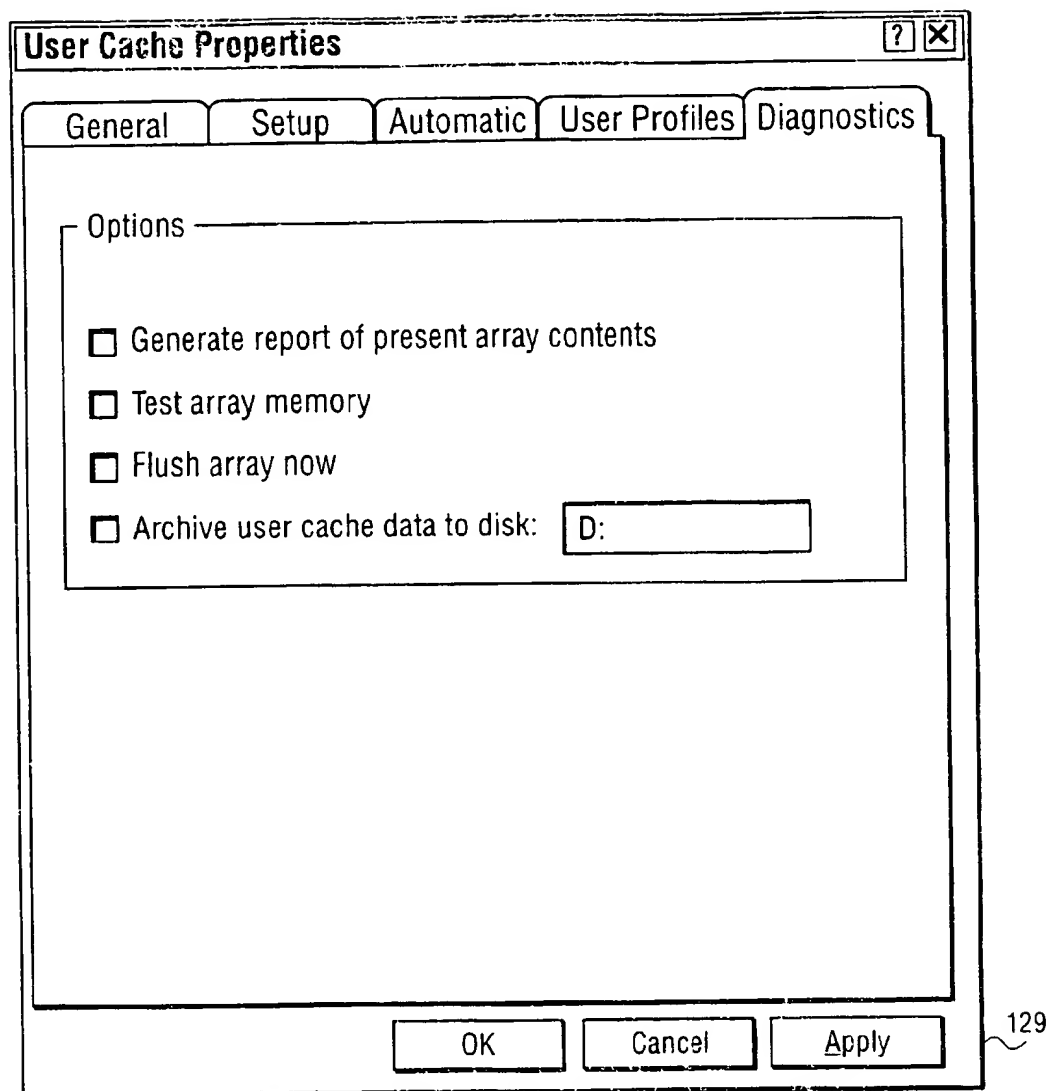 User Cache Properties ? X
General Setup Automatic User Profiles Diagnostics
Options
Generate report of present array contents
Test array memory
Flush array now
Archive user cache data to disk: D:
OK Cancel Apply
129